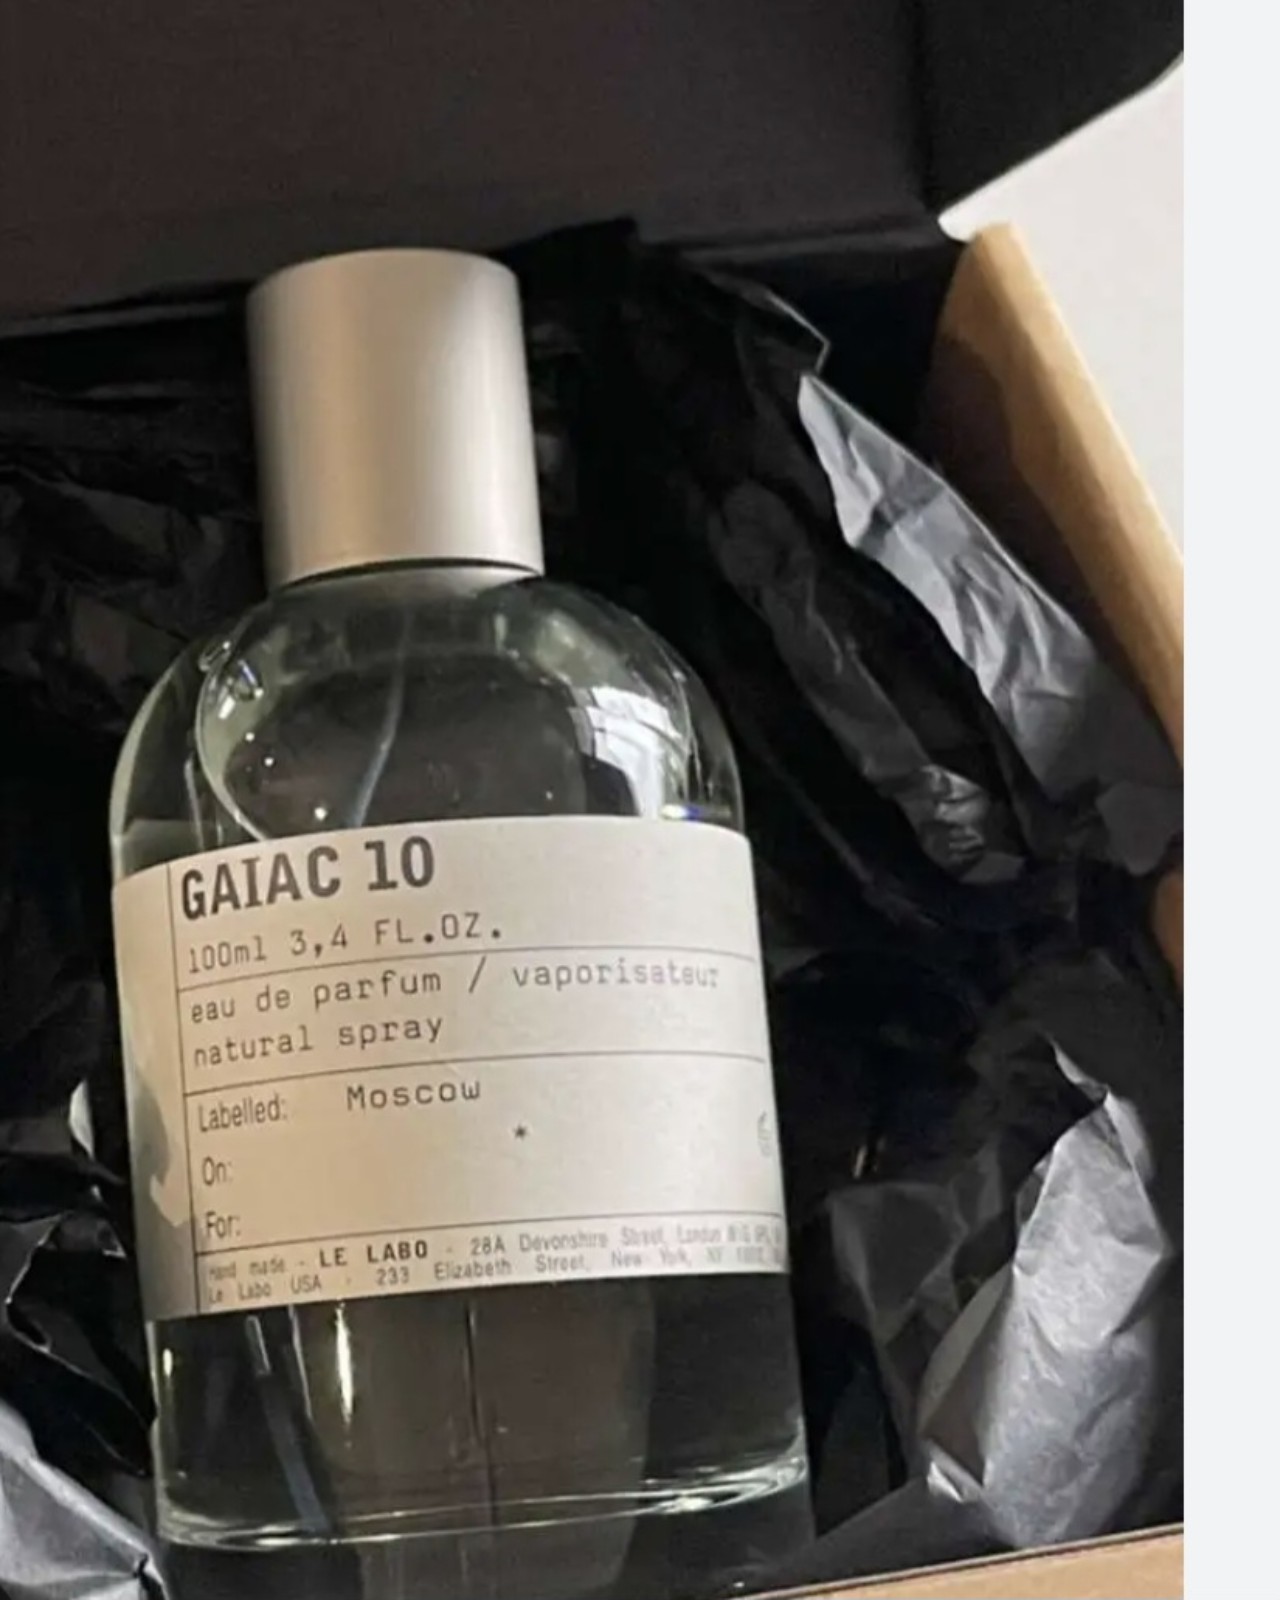 GAIAC 10
100ml 3,4 FL.OZ.
eau de parfum / vaporisateur
natural spray
Labelled: Moscow
*
On:
For:
Hand made - LE LABO - 28A Devonshire Street, London
Le Labo USA - 233 Elizabeth Street, New-York, NY